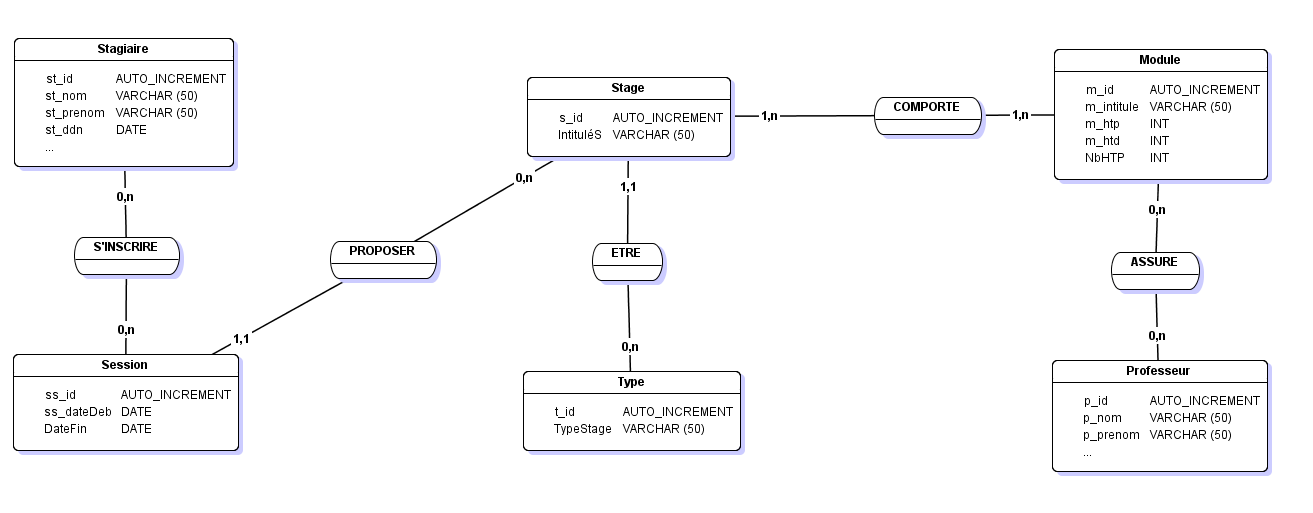 Stagiaire
st_id AUTO_INCREMENT
st_nom VARCHAR (50)
st_prenom VARCHAR (50)
st_ddn DATE
...
0,n
S'INSCRIRE
0,n
Session
ss_id AUTO_INCREMENT
ss_dateDeb DATE
DateFin DATE
1,1
PROPOSER
0,n
Stage
s_id AUTO_INCREMENT
IntituléS VARCHAR (50)
1,1
ETRE
0,n
Type
t_id AUTO_INCREMENT
TypeStage VARCHAR (50)
1,n
COMPORTE
1,n
Module
m_id AUTO_INCREMENT
m_intitule VARCHAR (50)
m_htp INT
m_htd INT
NbHTP INT
0,n
ASSURE
0,n
Professeur
p_id AUTO_INCREMENT
p_nom VARCHAR (50)
p_prenom VARCHAR (50)
...